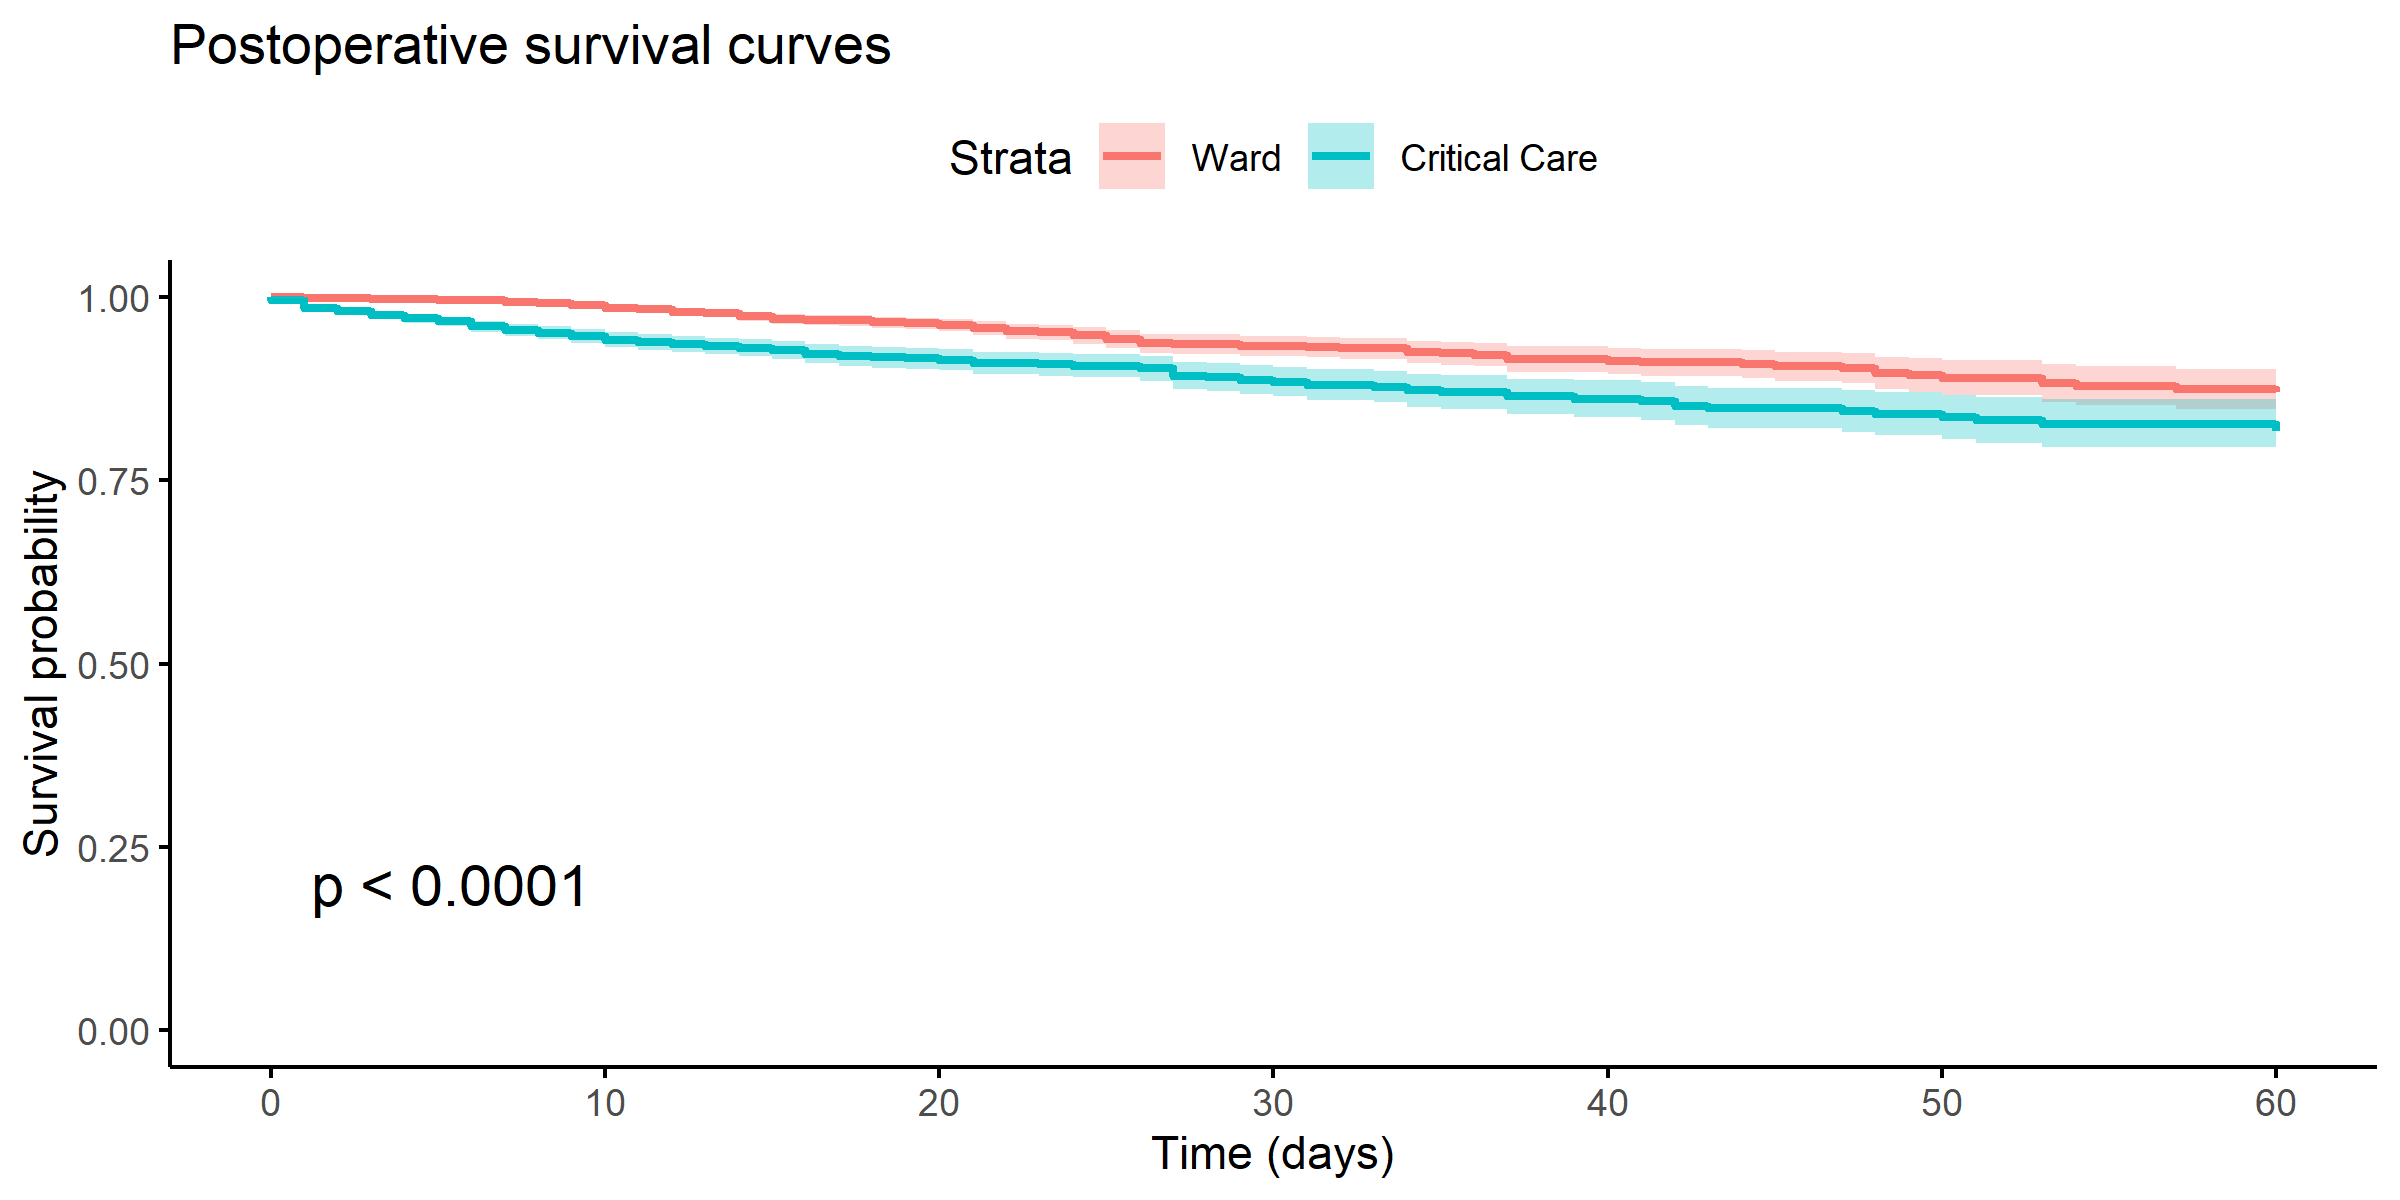 Postoperative survival curves
Strata Ward Critical Care
Survival probability
1.00
0.75
0.50
0.25
0.00
p < 0.0001
0 10 20 30 40 50 60
Time (days)